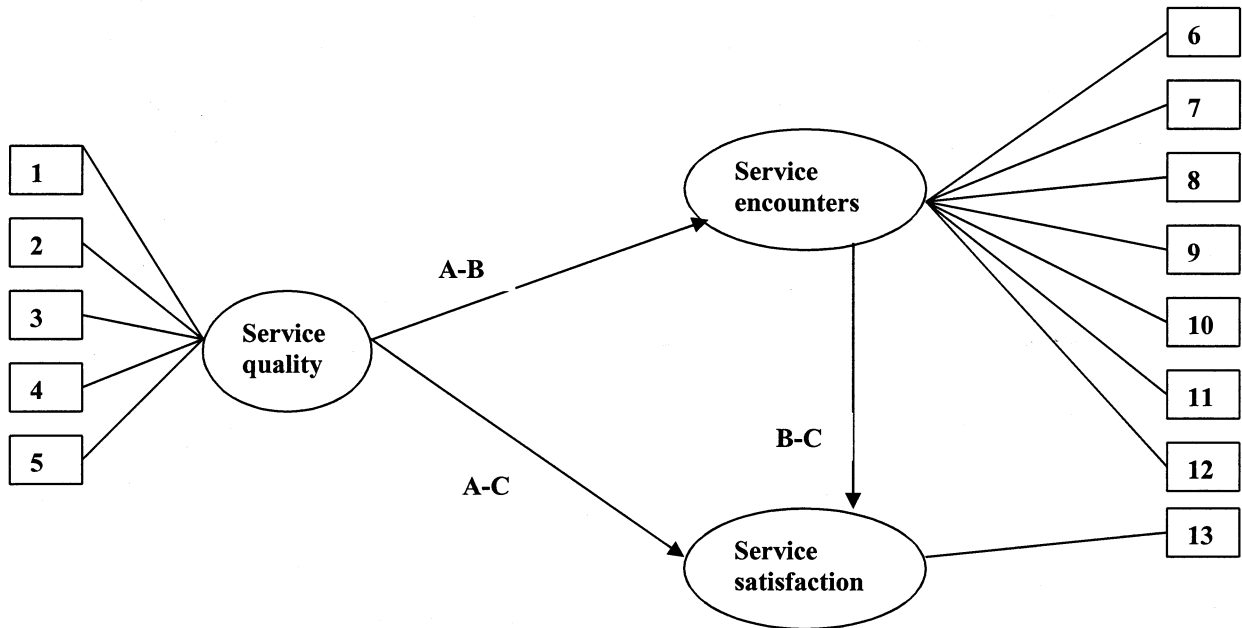 1
2
3
4
5
Service
quality
A-B
A-C
Service
encounters
B-C
Service
satisfaction
6
7
8
9
10
11
12
13